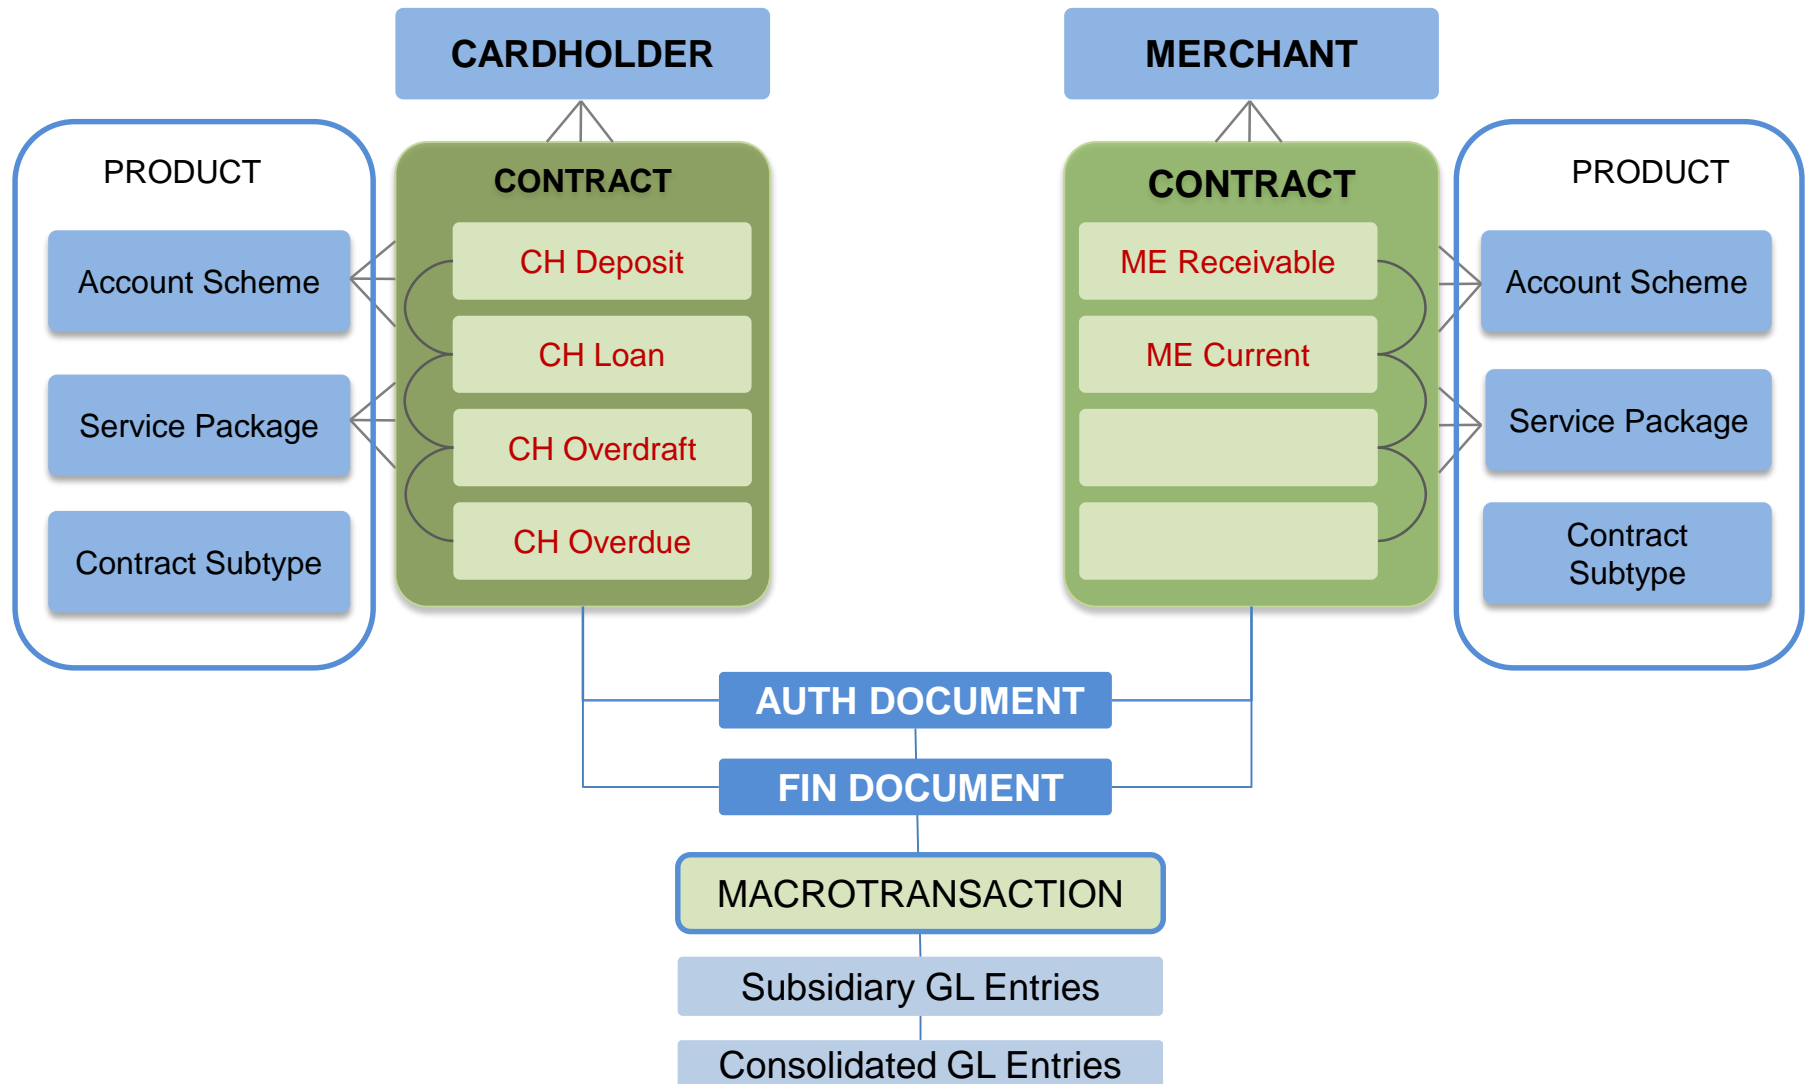 CARDHOLDER
MERCHANT
PRODUCT
Account Scheme
Service Package
Contract Subtype
CONTRACT
CH Deposit
CH Loan
CH Overdraft
CH Overdue
CONTRACT
ME Receivable
ME Current
PRODUCT
Account Scheme
Service Package
Contract
Subtype
AUTH DOCUMENT
FIN DOCUMENT
MACROTRANSACTION
Subsidiary GL Entries
Consolidated GL Entries